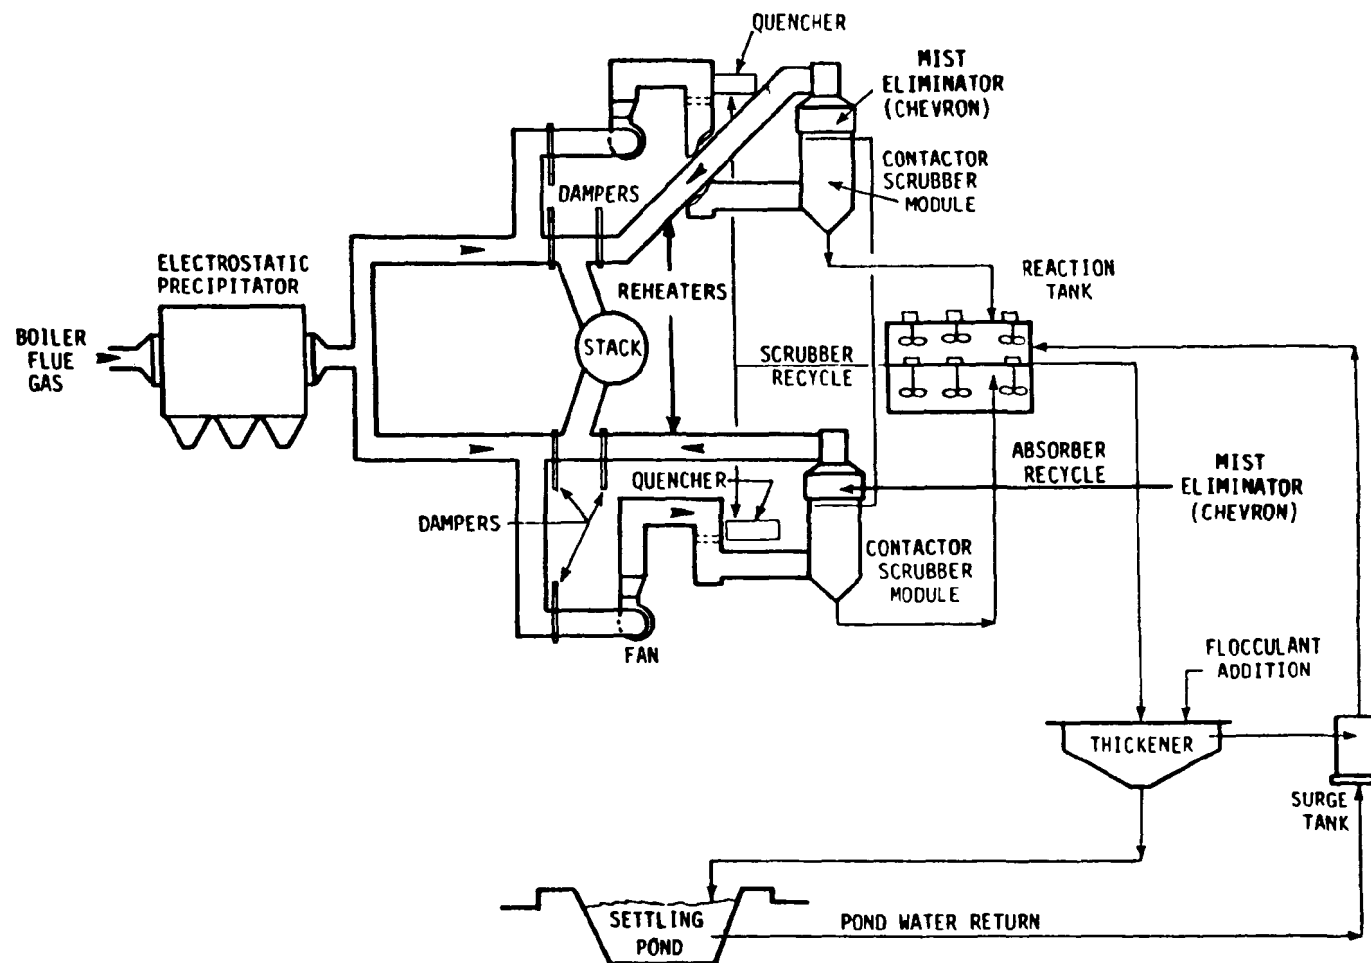 QUENCHER
MIST
ELIMINATOR
(CHEVRON)
CONTACTOR
SCRUBBER
MODULE
DAMPERS
ELECTROSTATIC
PRECIPITATOR
REACTION
TANK
REHEATERS
BOILER
FLUE
GAS
STACK
SCRUBBER
RECYCLE
ABSORBER
RECYCLE
MIST
ELIMINATOR
(CHEVRON)
QUENCHER
DAMPERS
CONTACTOR
SCRUBBER
MODULE
FAN
FLOCCULANT
ADDITION
THICKENER
SURGE
TANK
SETTLING
POND
POND WATER RETURN